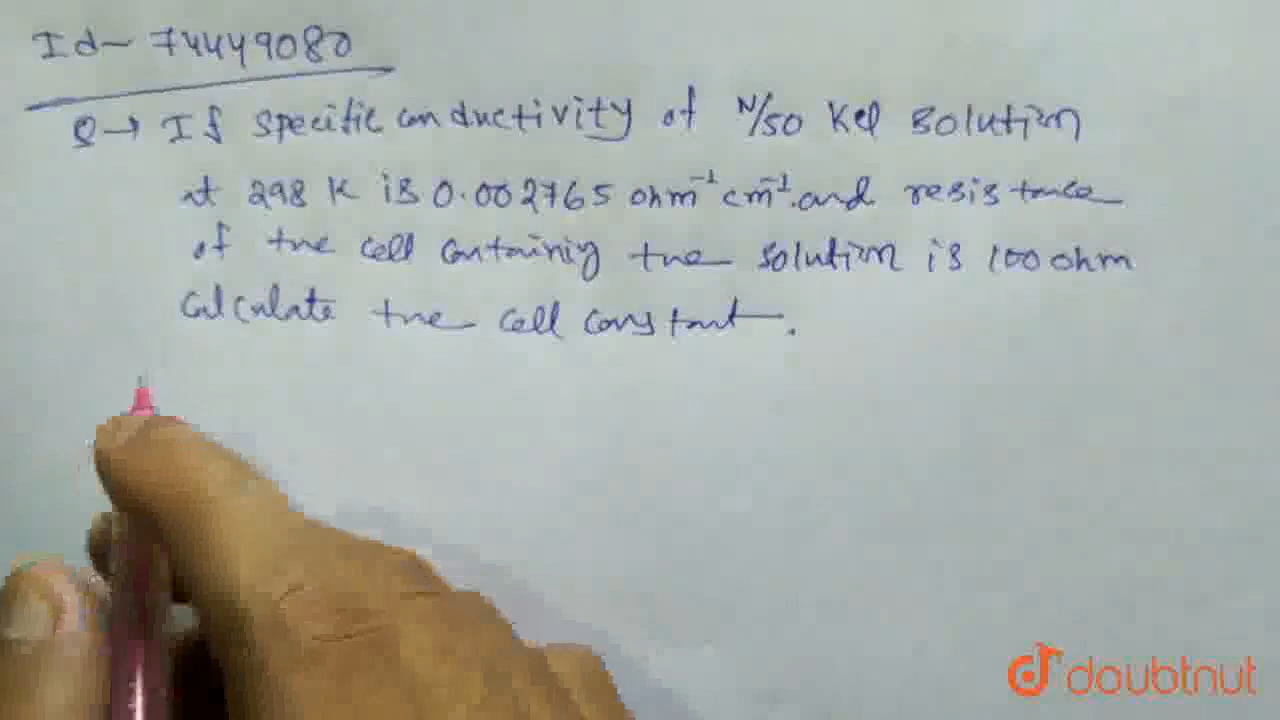 Id- 74449080
Q→ If specific conductivity of N/50 Kcl solution
at 298 K is 0.002765 ohm⁻¹ cm⁻¹. and resistance
of the cell containing the solution is 100 ohm
Calculate the cell constant.
doubtnut